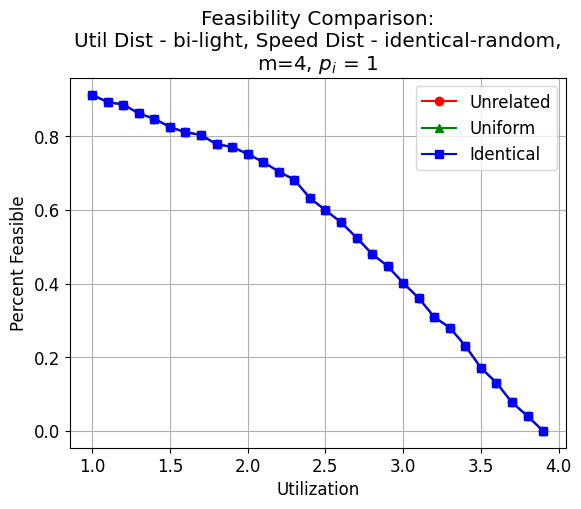 Feasibility Comparison:
Util Dist - bi-light, Speed Dist - identical-random,
m=4, $p_i$ = 1
Unrelated
Uniform
Identical
Percent Feasible
0.8
0.6
0.4
0.2
0.0
1.0 1.5 2.0 2.5 3.0 3.5 4.0
Utilization